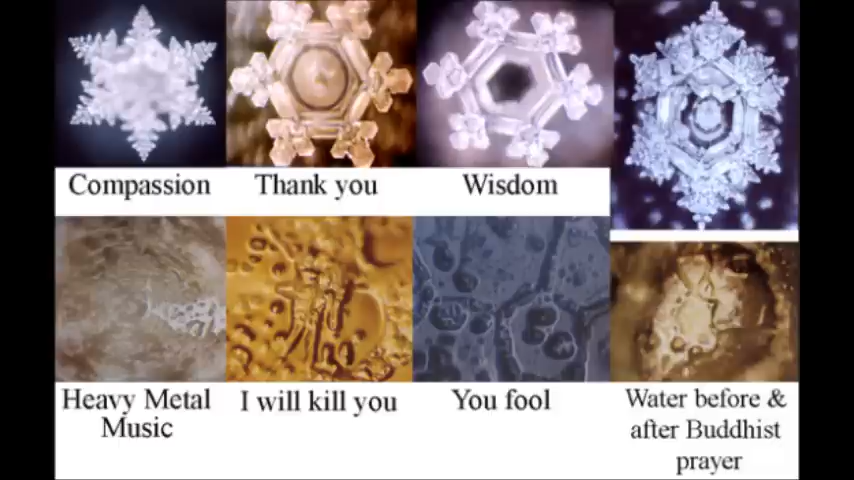 Compassion
Thank you
Wisdom
Heavy Metal
Music
I will kill you
You fool
Water before &
after Buddhist
prayer